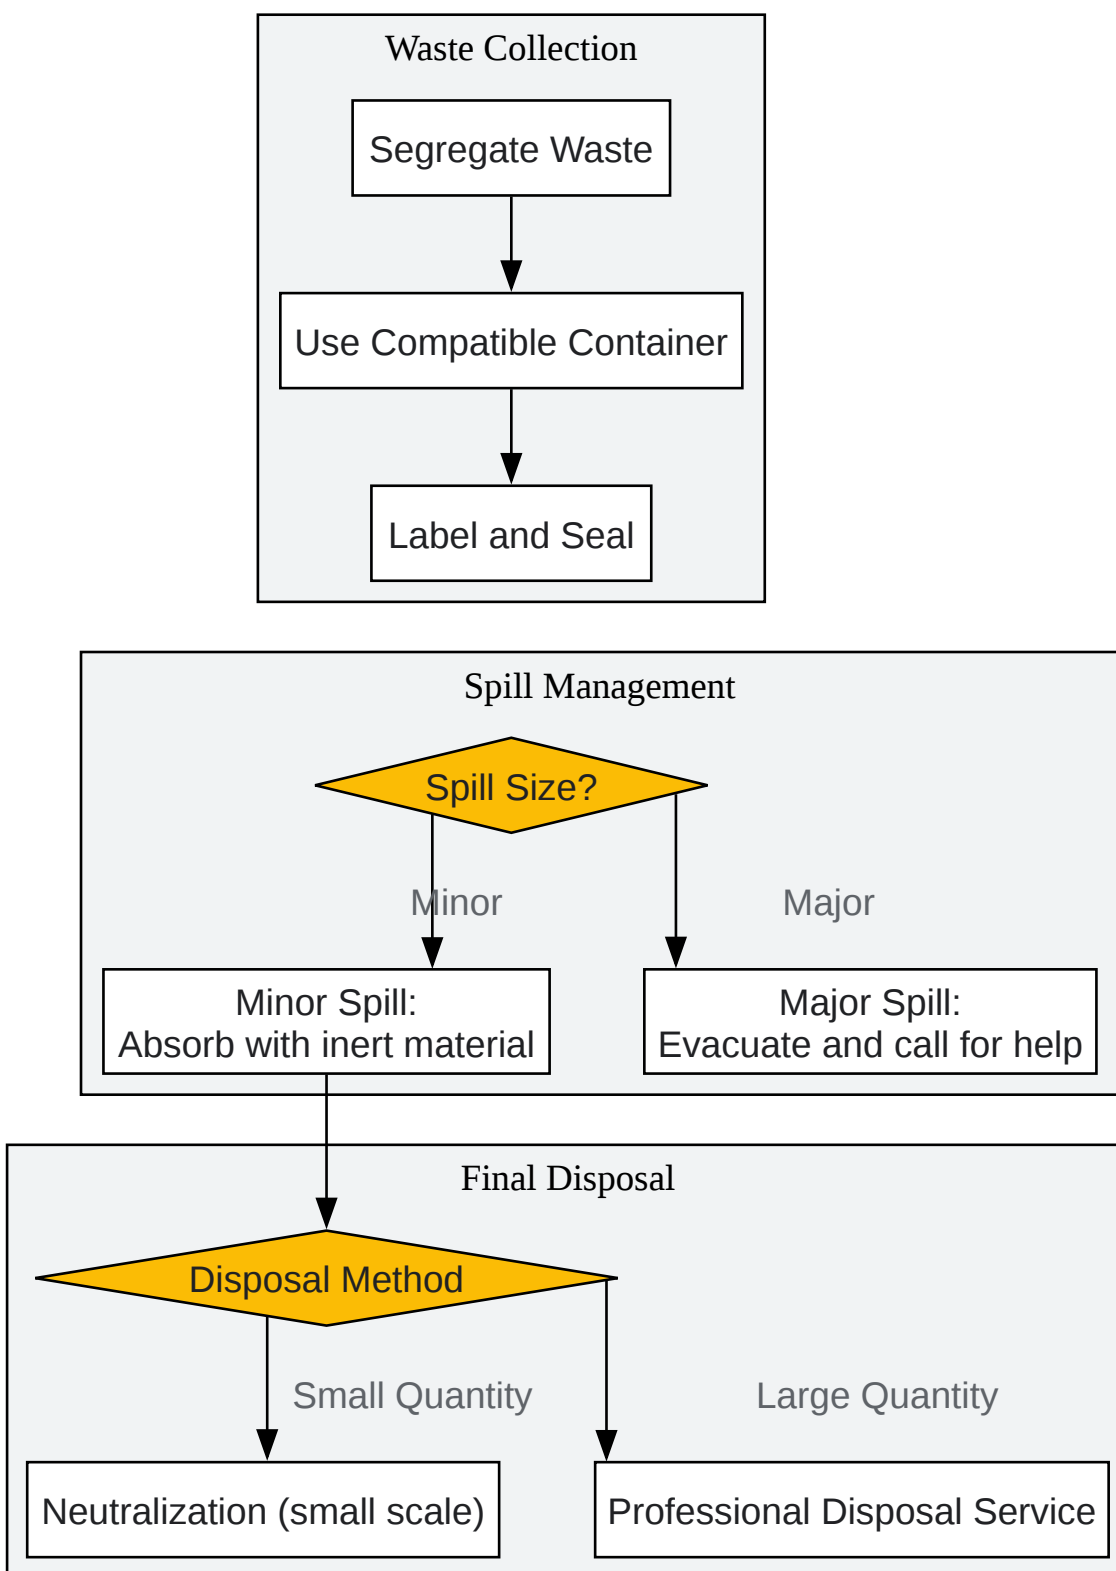 Waste Collection
Segregate Waste
Use Compatible Container
Label and Seal
Spill Management
Spill Size?
Minor
Major
Minor Spill:
Absorb with inert material
Major Spill:
Evacuate and call for help
Final Disposal
Disposal Method
Small Quantity
Large Quantity
Neutralization (small scale)
Professional Disposal Service